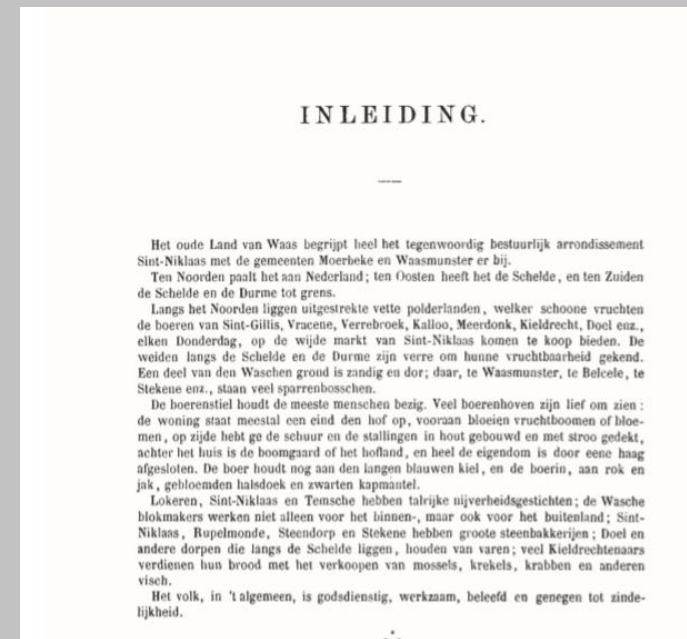 INLEIDING.
Het oude Land van Waas begrijpt heel het tegenwoordig bestuurlijk arrondissement
Sint-Niklaas met de gemeenten Moerbeke en Waasmunster er bij.
Ten Noorden paalt het aan Nederland; ten Oosten heeft het de Schelde, en ten Zuiden
de Schelde en de Durme tot grens.
Langs het Noorden liggen uitgestrekte vette polderlanden, welker schoone vruchten
de boeren van Sint-Gillis, Vracene, Verrebroek, Kalloo, Meerdonk, Kieldrecht, Doel enz.,
elken Donderdag, op de wijde markt van Sint-Niklaas komen te koop bieden. De
weiden langs de Schelde en de Durme zijn verre om hunne vruchtbaarheid gekend.
Een deel van den Waschen grond is zandig en dor; daar, te Waasmunster, te Belcele, te
Stekene enz., staan veel sparrenbosschen.
De boerenstiel houdt de meeste menschen bezig. Veel boerenhoven zijn lief om zien :
de woning staat meestal een eind den hof op, vooraan bloeien vruchtboomen of bloe-
men, op zijde hebt ge de schuur en de stallingen in hout gebouwd en met stroo gedekt,
achter het huis is de boomgaard of het hofland, en heel de eigendom is door eene haag
afgesloten. De boer houdt nog aan den langen blauwen kiel, en de boerin, aan rok en
jak, gebloemden halsdoek en zwarten kapmantel.
Lokeren, Sint-Niklaas en Temsche hebben talrijke nijverheidsgestichten; de Wasche
blokmakers werken niet alleen voor het binnen-, maar ook voor het buitenland; Sint-
Niklaas, Rupelmonde, Steendorp en Stekene hebben groote steenbakkerijen; Doel en
andere dorpen die langs de Schelde liggen, houden van varen; veel Kieldrechtenaars
verdienen hun brood met het verkoopen van mossels, krekels, krabben en anderen
visch.
Het volk, in 't algemeen, is godsdienstig, werkzaam, beleefd en genegen tot zinde-
lijkheid.